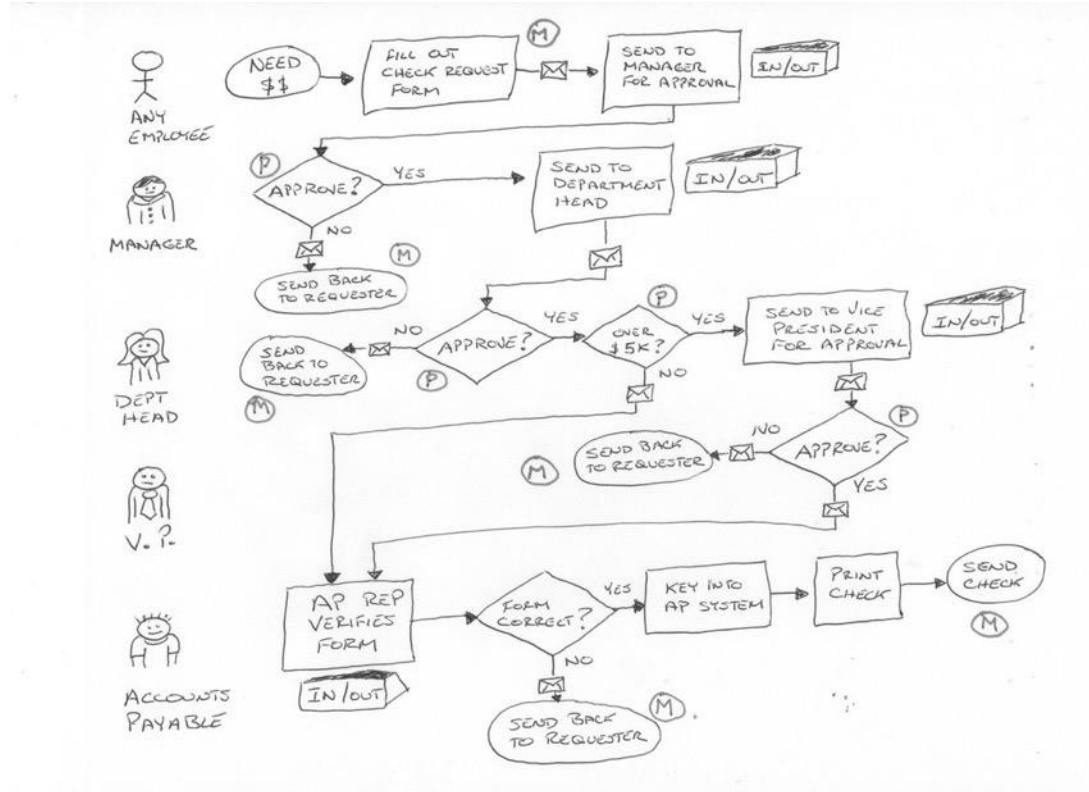 NEED
$$
FILL OUT
CHECK REQUEST
FORM
M
SEND TO
MANAGER
FOR APPROVAL
IN/OUT
ANY
EMPLOYEE
P
APPROVE?
YES
SEND TO
DEPARTMENT
HEAD
IN/OUT
NO
MANAGER
SEND BACK
TO REQUESTER
M
NO
SEND
BACK TO
REQUESTER
M
APPROVE?
P
YES
OVER
$5K?
P
YES
SEND TO VICE
PRESIDENT
FOR APPROVAL
IN/OUT
NO
DEPT
HEAD
P
APPROVE?
NO
SEND BACK
TO REQUESTER
M
YES
V. P.
AP REP
VERIFIES
FORM
IN/OUT
FORM
CORRECT?
YES
KEY INTO
AP SYSTEM
PRINT
CHECK
SEND
CHECK
M
NO
ACCOUNTS
PAYABLE
SEND BACK
TO REQUESTER
M